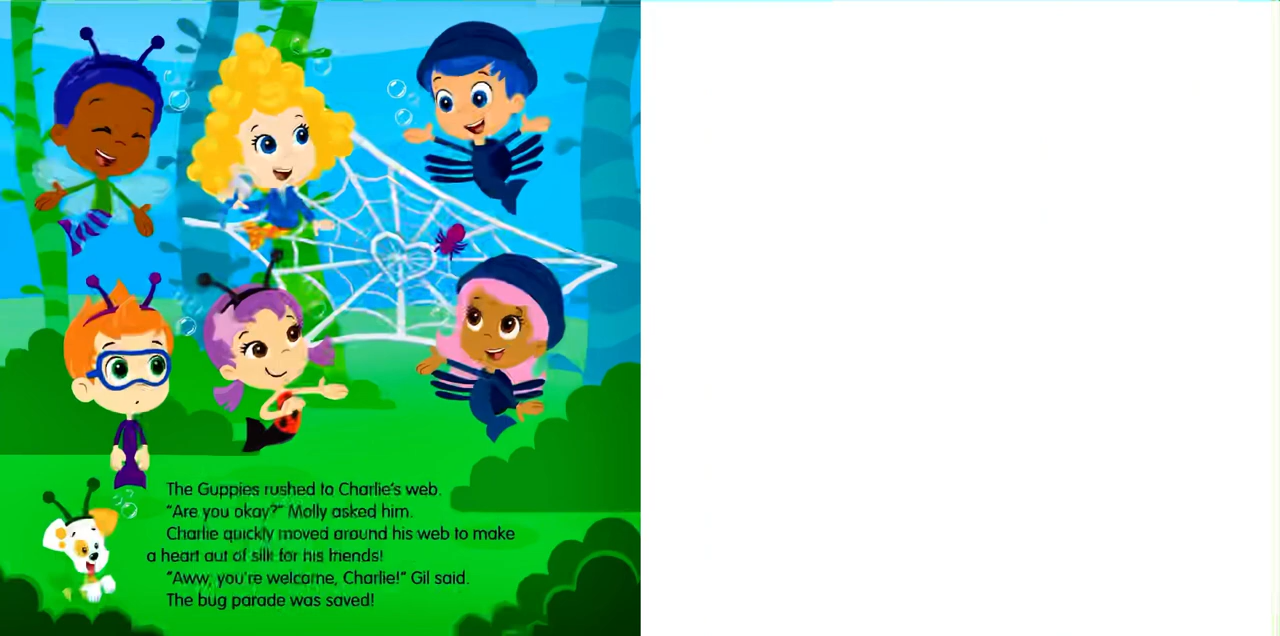 The Guppies rushed to Charlie's web.
"Are you okay?" Molly asked him.
Charlie quickly moved around his web to make
a heart out of silk for his friends!
"Aww, you're welcome, Charlie!" Gil said.
The bug parade was saved!